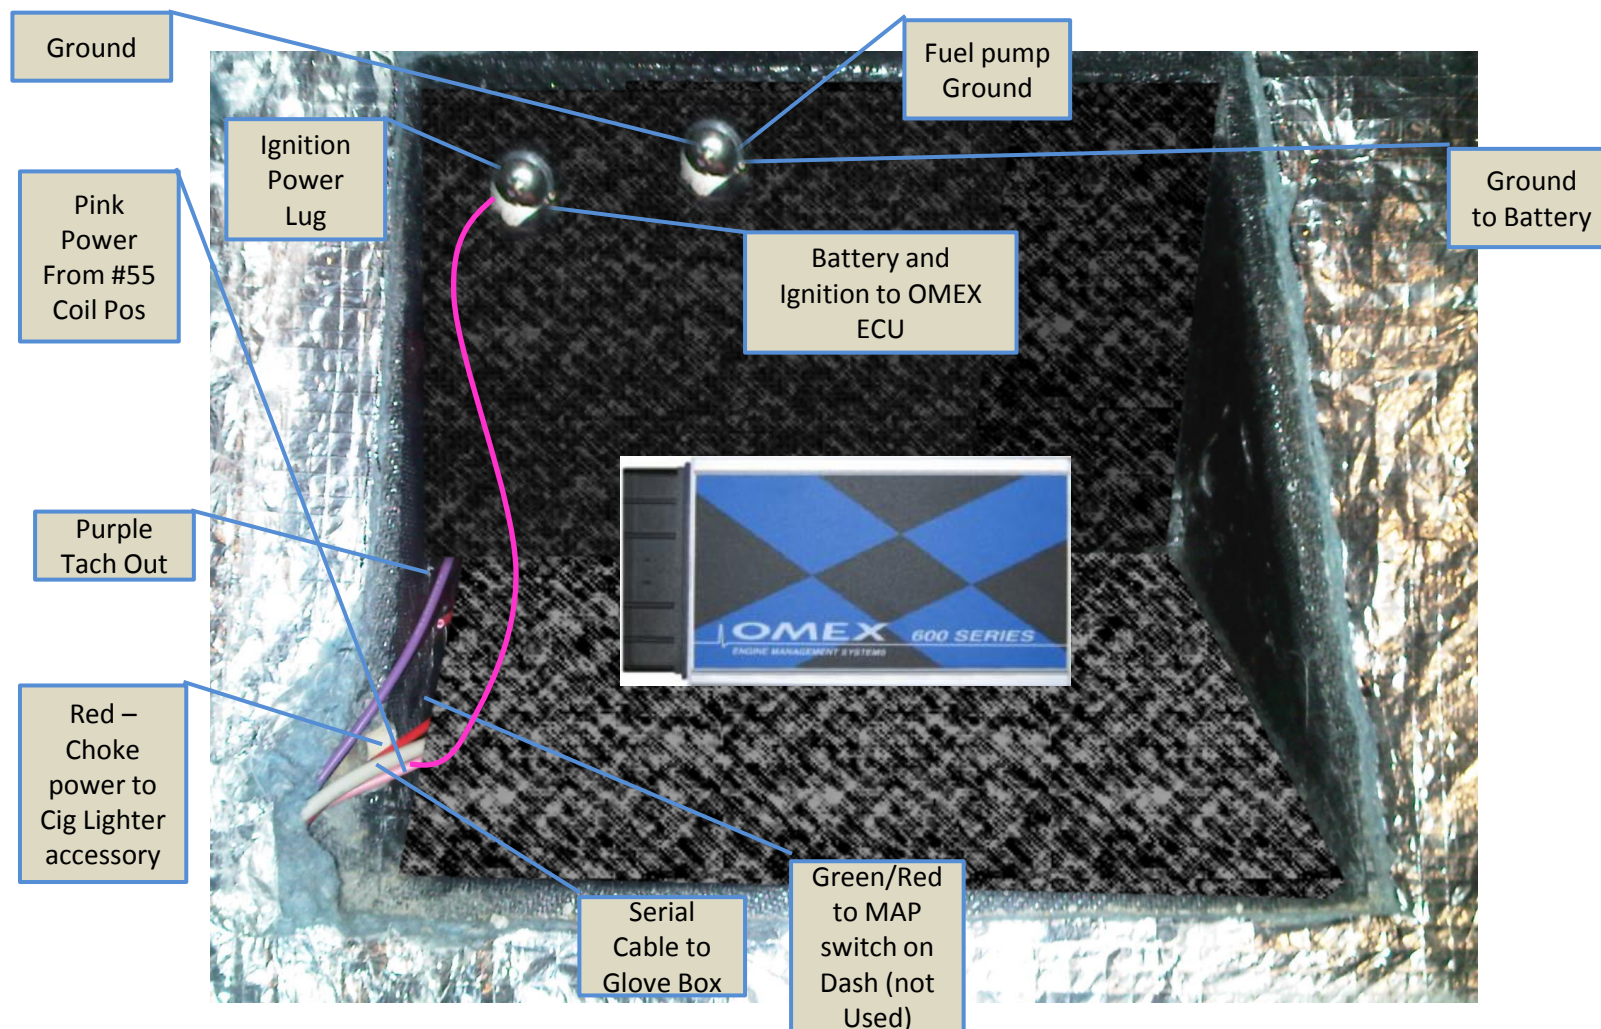 Ground
Fuel pump
Ground
Ignition
Power
Lug
Ground
to Battery
Pink
Power
From #55
Coil Pos
Battery and
Ignition to OMEX
ECU
Purple
Tach Out
OMEX 600 SERIES
ENGINE MANAGEMENT SYSTEMS
Red –
Choke
power to
Cig Lighter
accessory
Serial
Cable to
Glove Box
Green/Red
to MAP
switch on
Dash (not
Used)